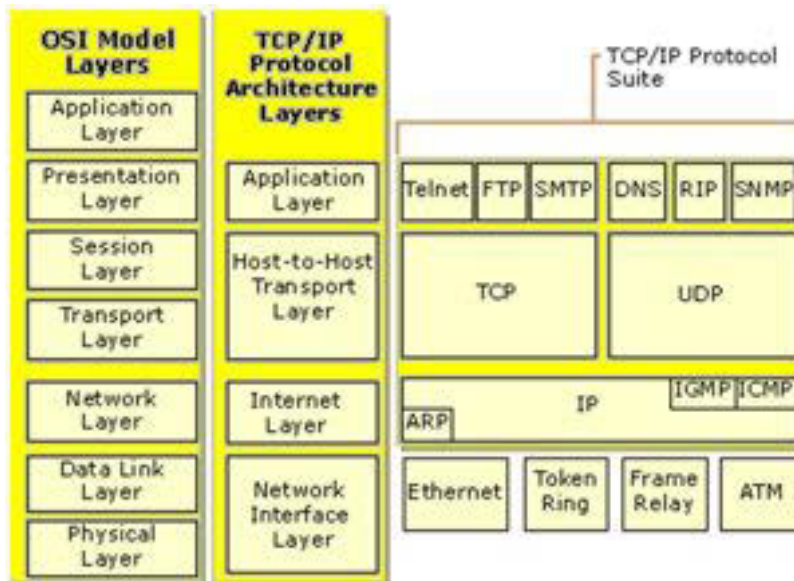 OSI Model
Layers
Application
Layer
Presentation
Layer
Session
Layer
Transport
Layer
Network
Layer
Data Link
Layer
Physical
Layer
TCP/IP
Protocol
Architecture
Layers
Application
Layer
Host-to-Host
Transport
Layer
Internet
Layer
Network
Interface
Layer
TCP/IP Protocol
Suite
Telnet
FTP
SMTP
DNS
RIP
SNMP
TCP
UDP
IP
IGMP
ICMP
ARP
Ethernet
Token
Ring
Frame
Relay
ATM